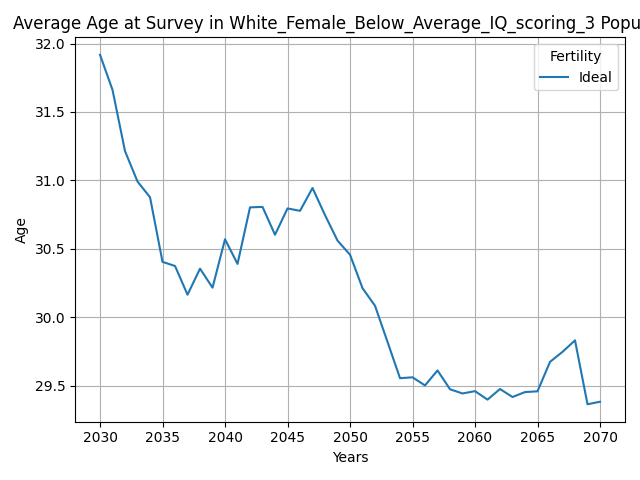 Average Age at Survey in White_Female_Below_Average_IQ_scoring_3 Popu
Fertility
Ideal
32.0
31.5
31.0
30.5
30.0
29.5
Age
2030 2035 2040 2045 2050 2055 2060 2065 2070
Years